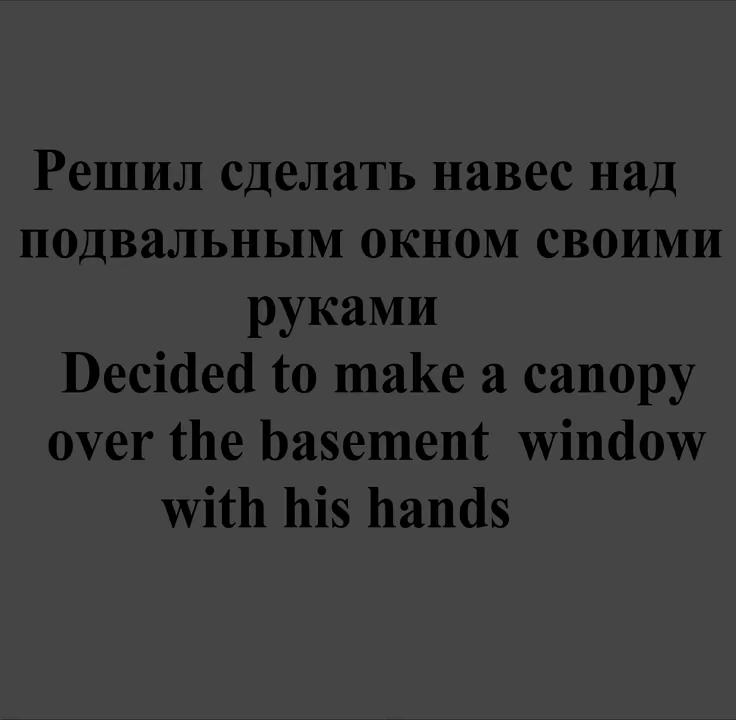 Решил сделать навес над
подвальным окном своими
руками
Decided to make a canopy
over the basement window
with his hands